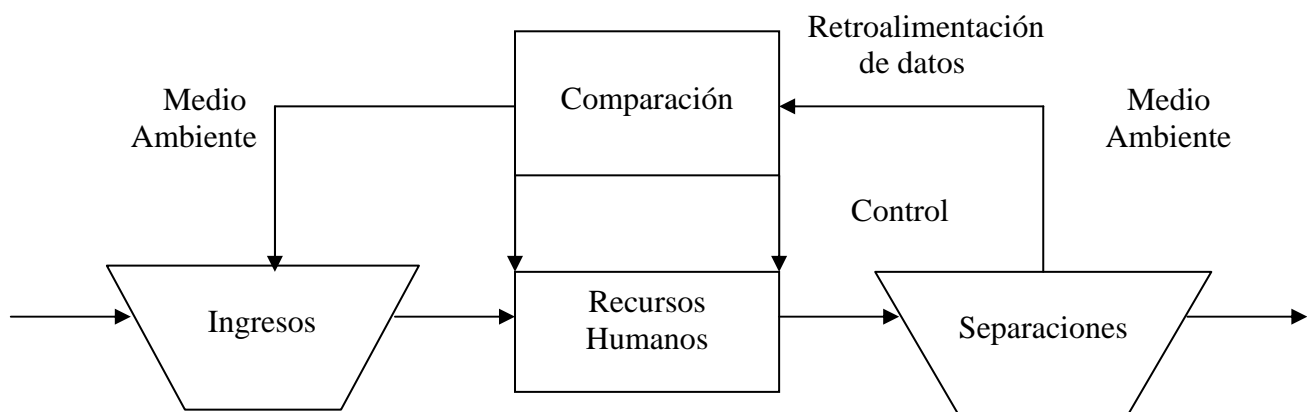 Retroalimentación
de datos
Comparación
Medio
Ambiente
Medio
Ambiente
Control
Ingresos
Recursos
Humanos
Separaciones